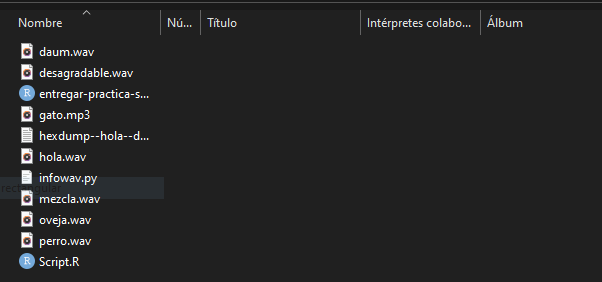 Nombre Nú... Título Intérpretes colabo... Álbum
daum.wav
desagradable.wav
entregar-practica-s...
gato.mp3
hexdump--hola--d...
hola.wav
infowav.py
rectangular
mezcla.wav
oveja.wav
perro.wav
Script.R